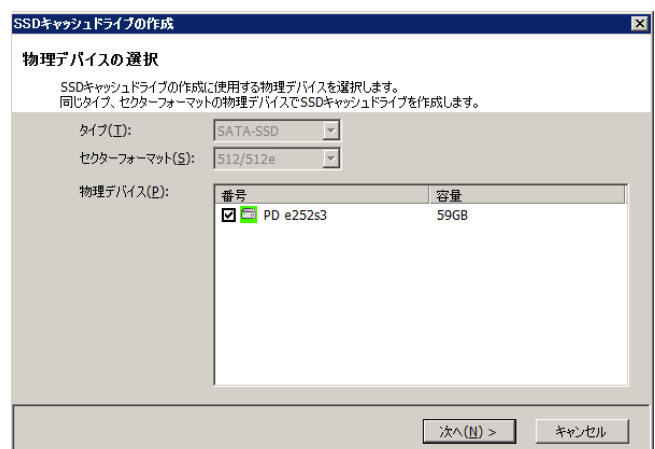 SSDキャッシュドライブの作成
物理デバイスの選択
SSDキャッシュドライブの作成に使用する物理デバイスを選択します。
同じタイプ、セクターフォーマットの物理デバイスでSSDキャッシュドライブを作成します。
タイプ(T): SATA-SSD
セクターフォーマット(S): 512/512e
物理デバイス(P):
番号 容量
PD e252s3 59GB
次へ(N) > キャンセル